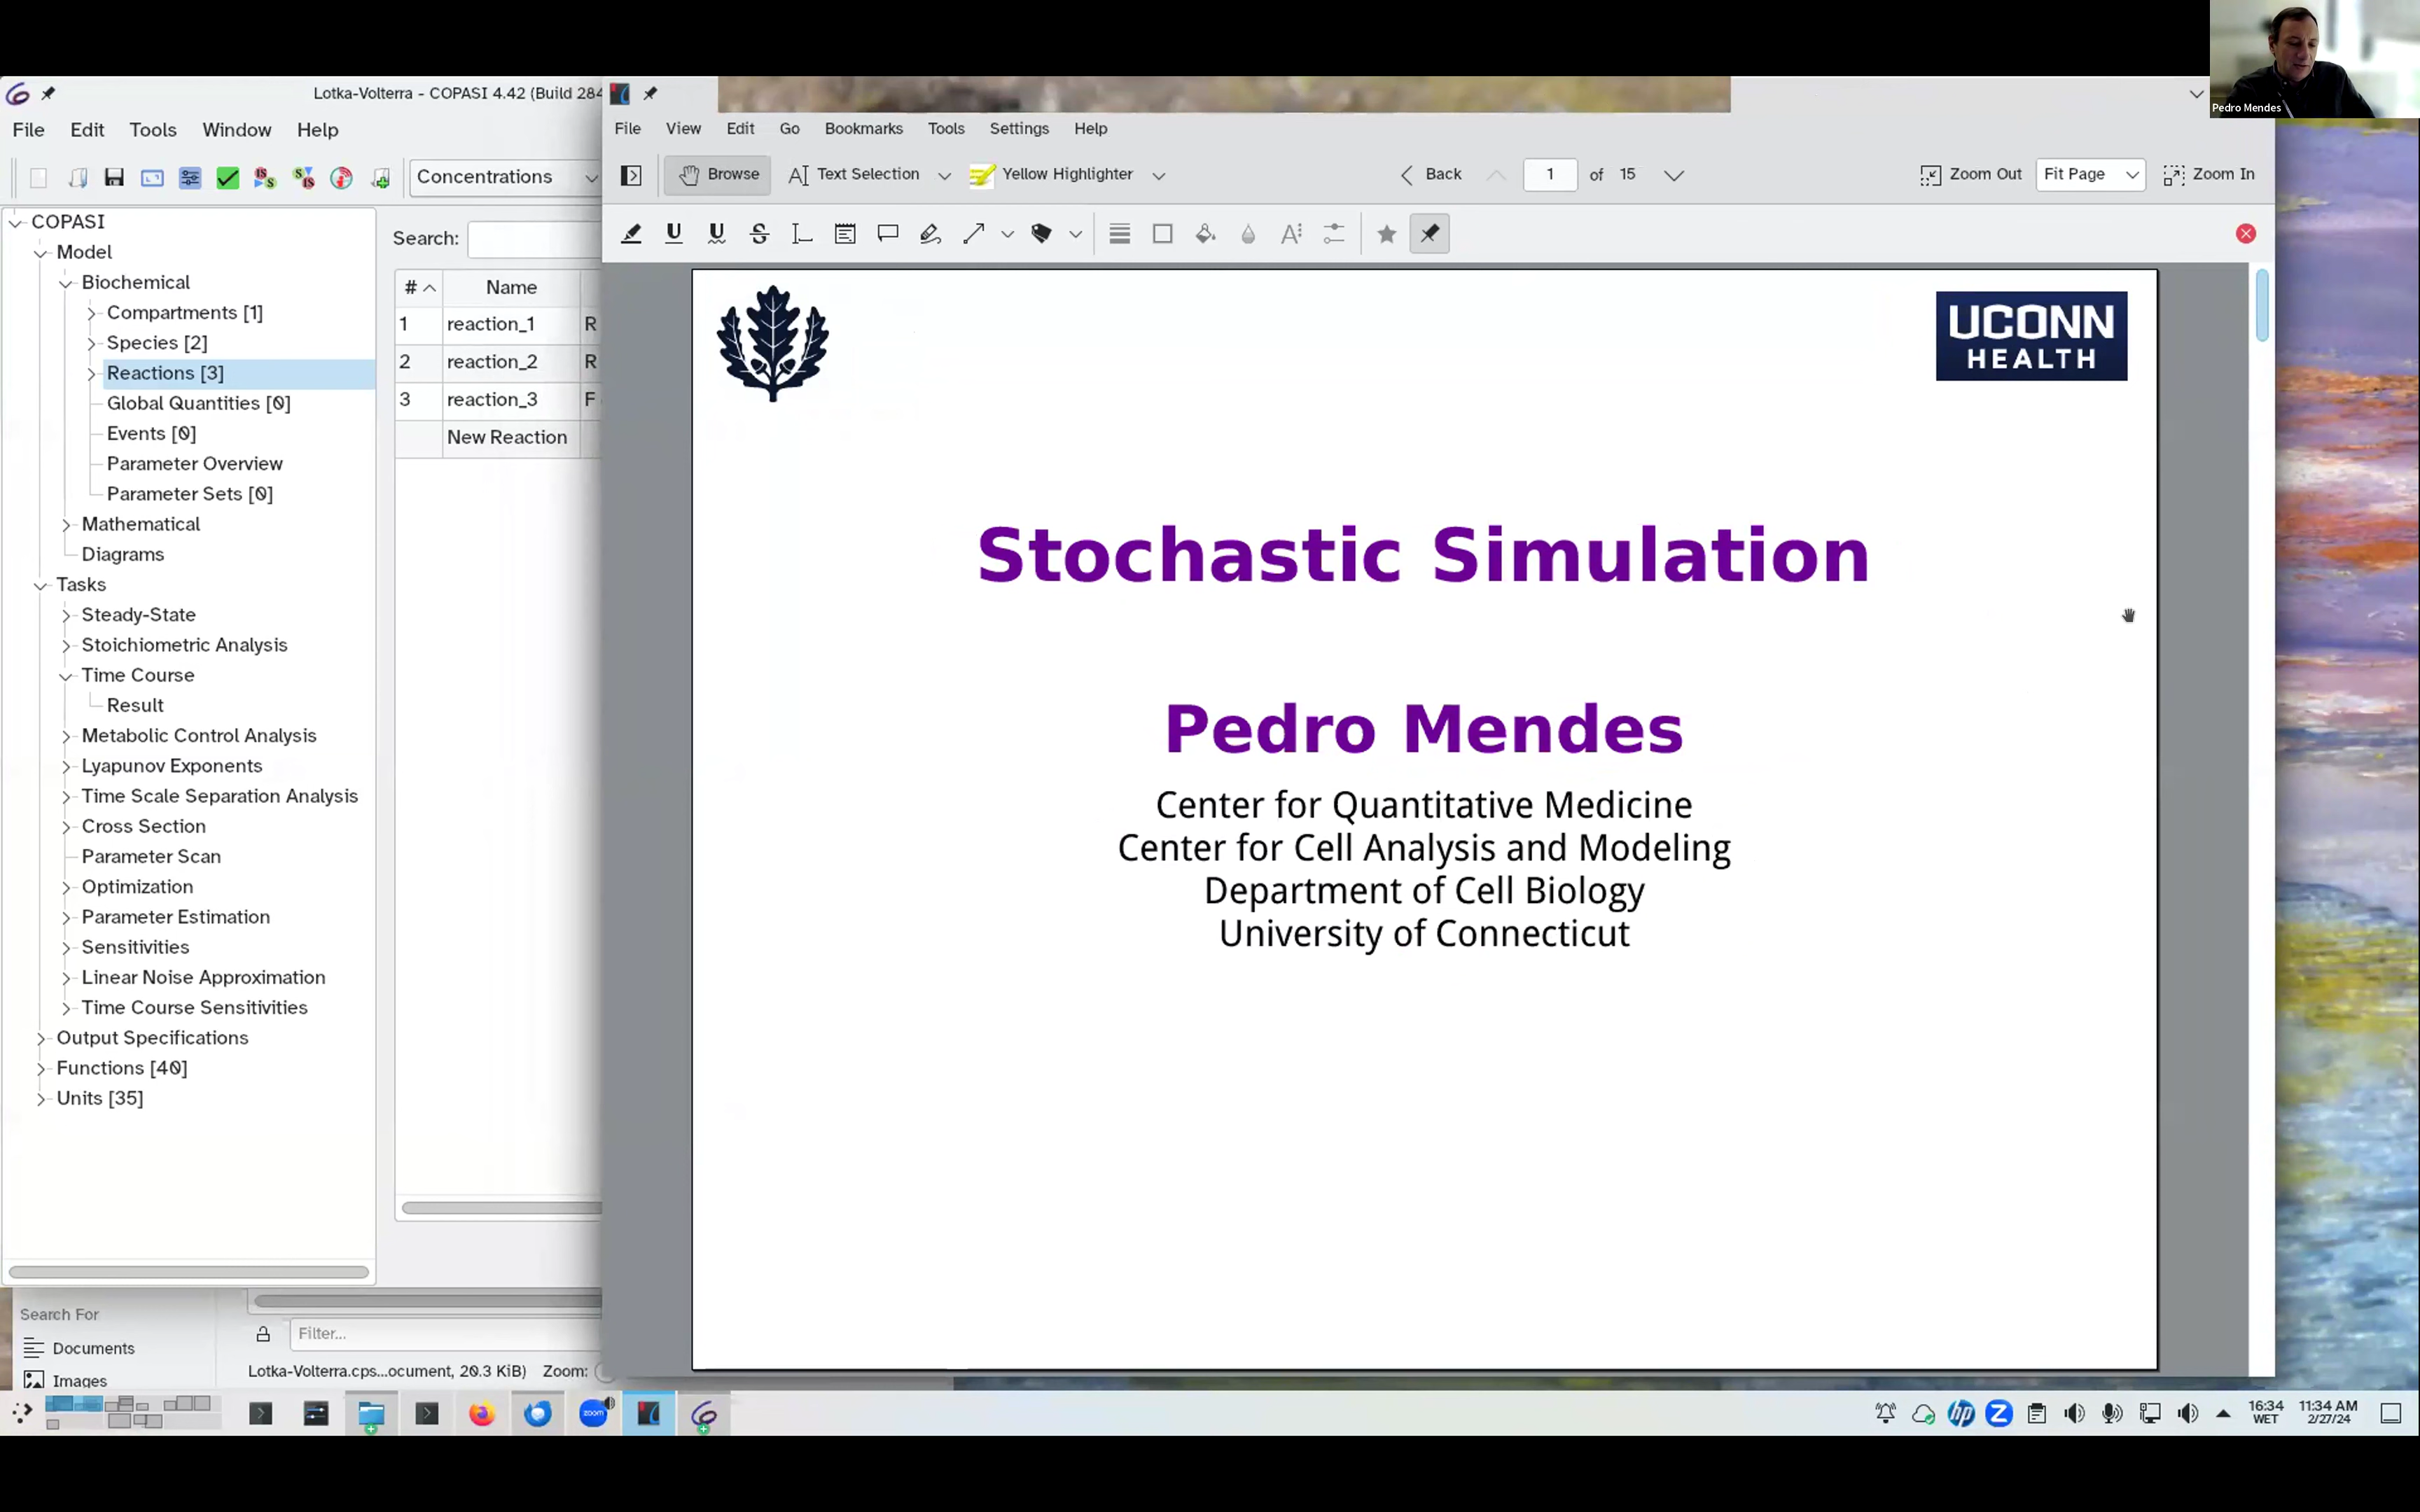 Pedro Mendes
Lotka-Volterra - COPASI 4.42 (Build 284
File Edit Tools Window Help
Concentrations
COPASI
Model
Biochemical
Compartments [1]
Species [2]
Reactions [3]
Global Quantities [0]
Events [0]
Parameter Overview
Parameter Sets [0]
Mathematical
Diagrams
Tasks
Steady-State
Stoichiometric Analysis
Time Course
Result
Metabolic Control Analysis
Lyapunov Exponents
Time Scale Separation Analysis
Cross Section
Parameter Scan
Optimization
Parameter Estimation
Sensitivities
Linear Noise Approximation
Time Course Sensitivities
Output Specifications
Functions [40]
Units [35]
Search:
# Name
1 reaction_1 R
2 reaction_2 R
3 reaction_3 F
New Reaction
File View Edit Go Bookmarks Tools Settings Help
Browse Text Selection Yellow Highlighter Back 1 of 15 Zoom Out Fit Page Zoom In
UCONN
HEALTH
Stochastic Simulation
Pedro Mendes
Center for Quantitative Medicine
Center for Cell Analysis and Modeling
Department of Cell Biology
University of Connecticut
Search For
Documents
Images
Filter...
Lotka-Volterra.cps...ocument, 20.3 KiB) Zoom:
zoom
hp
Z
16:34
WET
11:34 AM
2/27/24